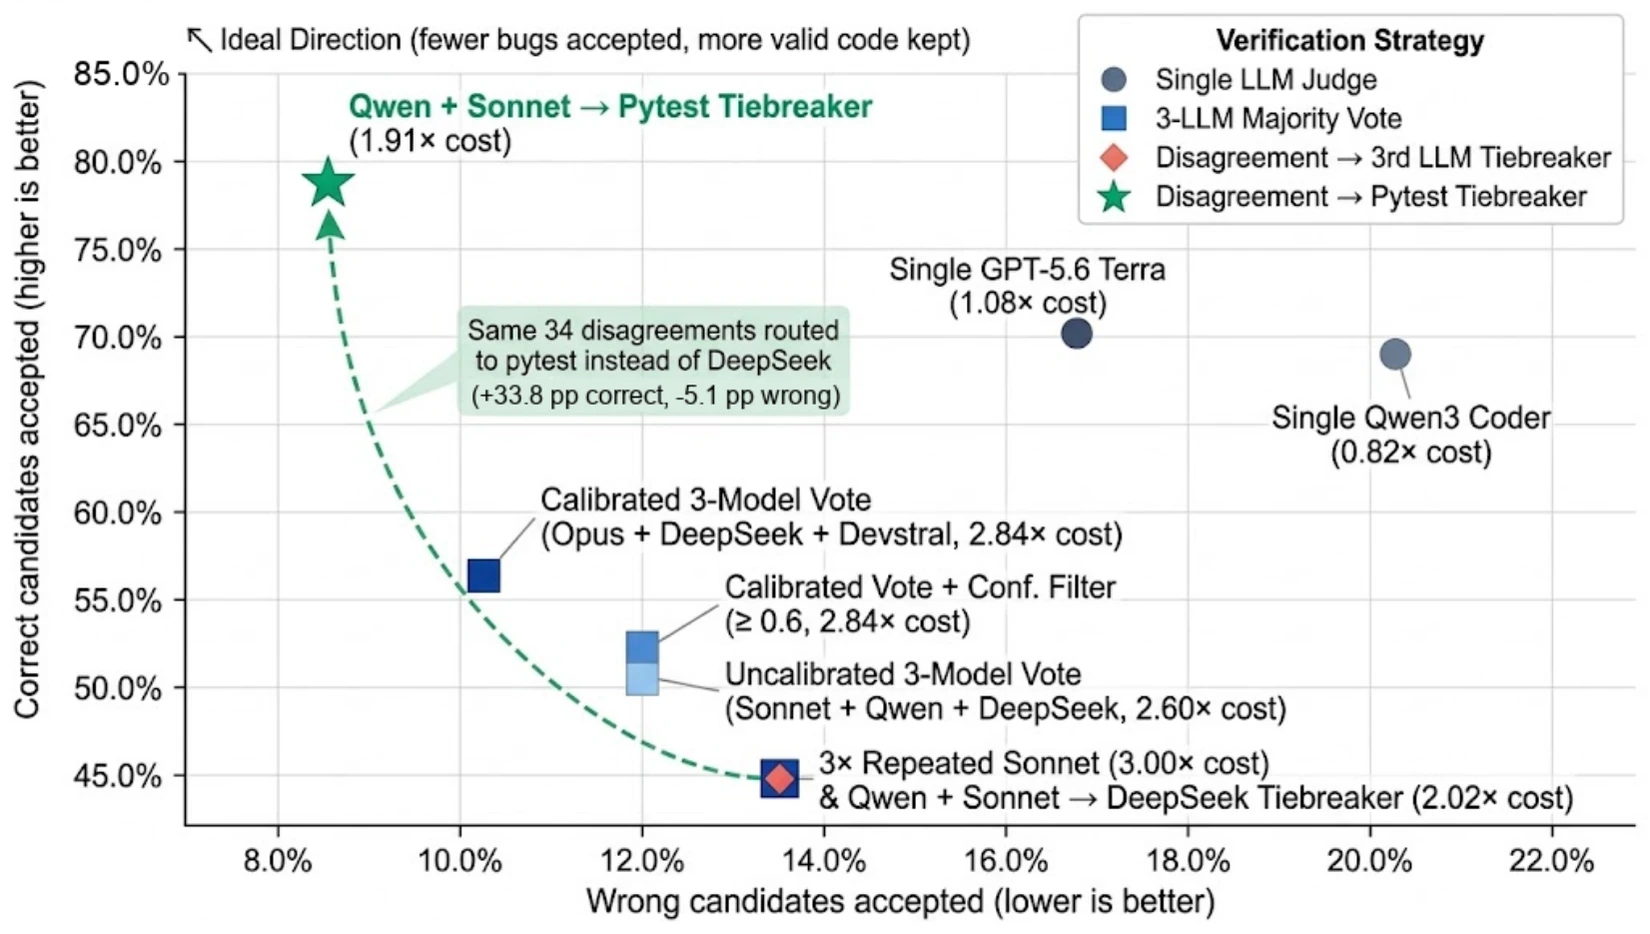 ↖ Ideal Direction (fewer bugs accepted, more valid code kept)
Verification Strategy
Single LLM Judge
3-LLM Majority Vote
Disagreement → 3rd LLM Tiebreaker
Disagreement → Pytest Tiebreaker
Correct candidates accepted (higher is better)
85.0%
80.0%
75.0%
70.0%
65.0%
60.0%
55.0%
50.0%
45.0%
Qwen + Sonnet → Pytest Tiebreaker
(1.91× cost)
Single GPT-5.6 Terra
(1.08× cost)
Same 34 disagreements routed
to pytest instead of DeepSeek
(+33.8 pp correct, -5.1 pp wrong)
Single Qwen3 Coder
(0.82× cost)
Calibrated 3-Model Vote
(Opus + DeepSeek + Devstral, 2.84× cost)
Calibrated Vote + Conf. Filter
(≥ 0.6, 2.84× cost)
Uncalibrated 3-Model Vote
(Sonnet + Qwen + DeepSeek, 2.60× cost)
3× Repeated Sonnet (3.00× cost)
& Qwen + Sonnet → DeepSeek Tiebreaker (2.02× cost)
8.0%
10.0%
12.0%
14.0%
16.0%
18.0%
20.0%
22.0%
Wrong candidates accepted (lower is better)